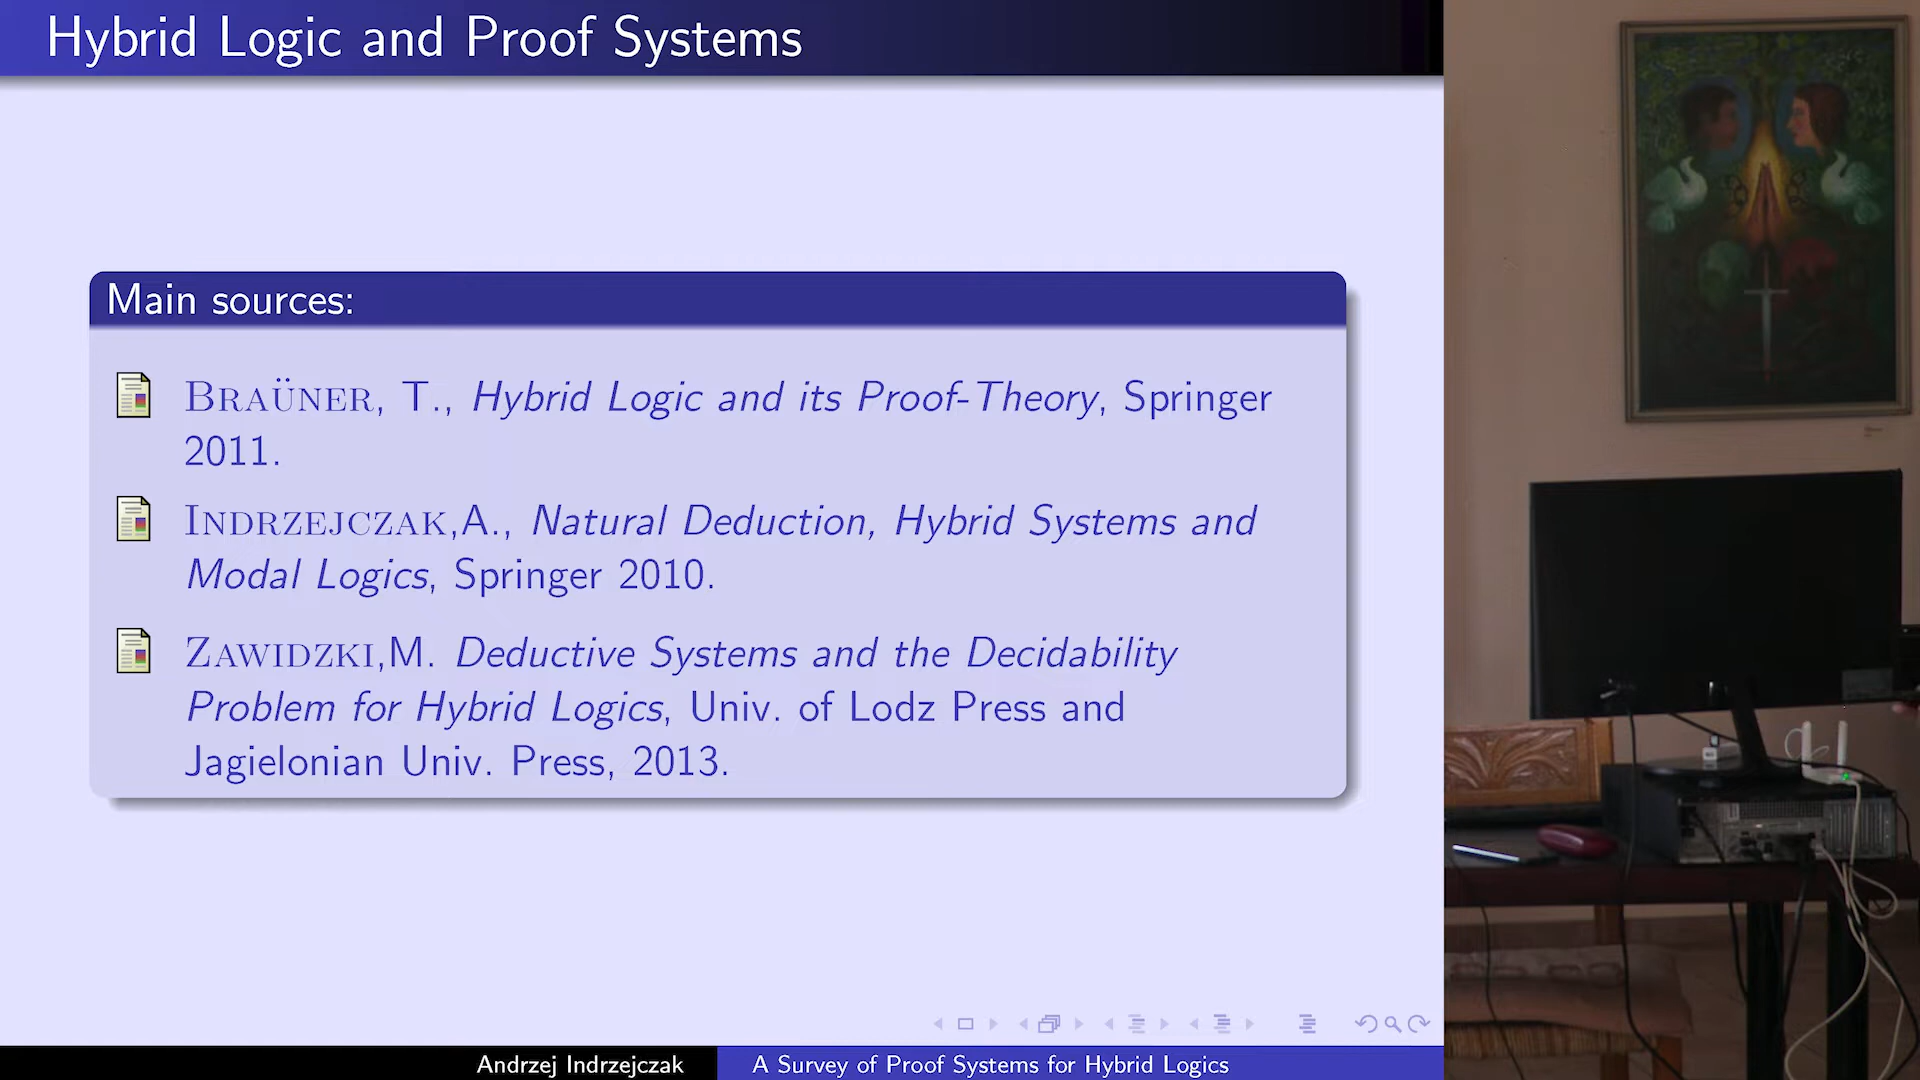 Hybrid Logic and Proof Systems
Main sources:
BRAÜNER, T., Hybrid Logic and its Proof-Theory, Springer
2011.
INDRZEJCZAK,A., Natural Deduction, Hybrid Systems and
Modal Logics, Springer 2010.
ZAWIDZKI,M. Deductive Systems and the Decidability
Problem for Hybrid Logics, Univ. of Lodz Press and
Jagielonian Univ. Press, 2013.
Andrzej Indrzejczak
A Survey of Proof Systems for Hybrid Logics